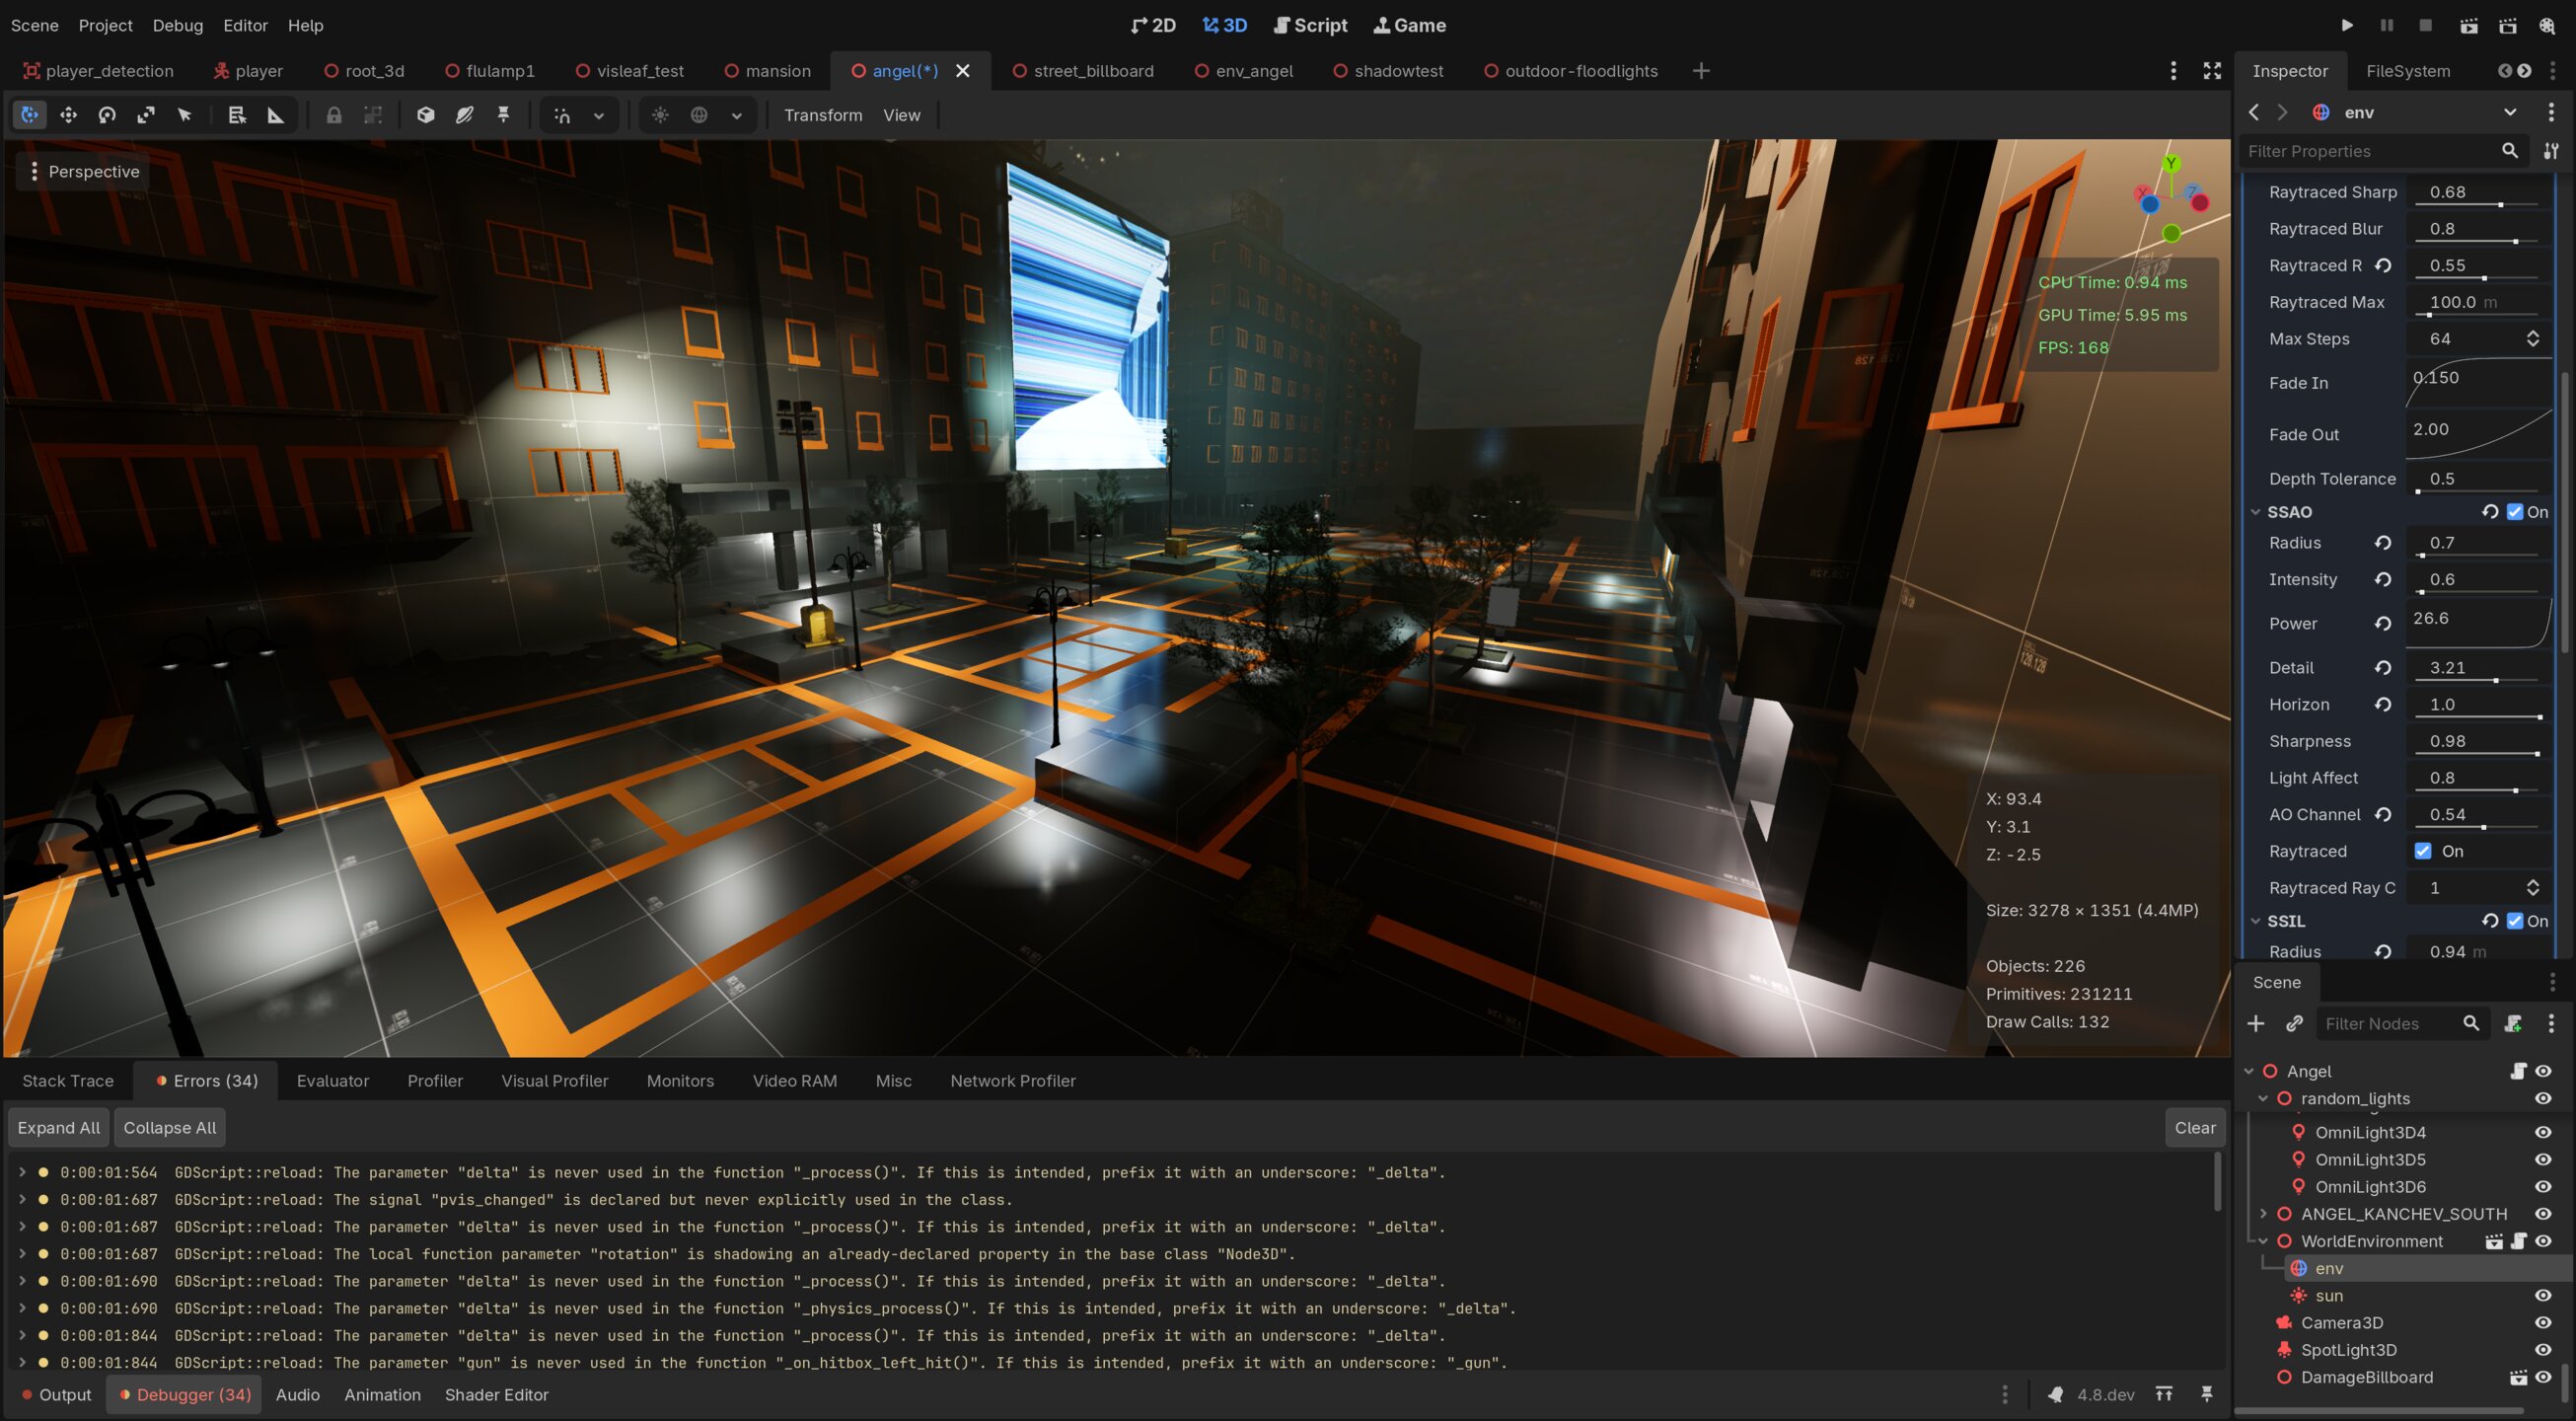 Scene Project Debug Editor Help 2D 3D Script Game
player_detection player root_3d flulamp1 visleaf_test mansion angel(*) street_billboard env_angel shadowtest outdoor-floodlights
Transform View
Perspective
CPU Time: 0.94 ms
GPU Time: 5.95 ms
FPS: 168
X: 93.4
Y: 3.1
Z: -2.5
Size: 3278 × 1351 (4.4MP)
Objects: 226
Primitives: 231211
Draw Calls: 132
Y
X
Z
Stack Trace Errors (34) Evaluator Profiler Visual Profiler Monitors Video RAM Misc Network Profiler
Expand All Collapse All Clear
0:00:01:564 GDScript::reload: The parameter "delta" is never used in the function "_process()". If this is intended, prefix it with an underscore: "_delta".
0:00:01:687 GDScript::reload: The signal "pvis_changed" is declared but never explicitly used in the class.
0:00:01:687 GDScript::reload: The parameter "delta" is never used in the function "_process()". If this is intended, prefix it with an underscore: "_delta".
0:00:01:687 GDScript::reload: The local function parameter "rotation" is shadowing an already-declared property in the base class "Node3D".
0:00:01:690 GDScript::reload: The parameter "delta" is never used in the function "_process()". If this is intended, prefix it with an underscore: "_delta".
0:00:01:690 GDScript::reload: The parameter "delta" is never used in the function "_physics_process()". If this is intended, prefix it with an underscore: "_delta".
0:00:01:844 GDScript::reload: The parameter "delta" is never used in the function "_process()". If this is intended, prefix it with an underscore: "_delta".
0:00:01:844 GDScript::reload: The parameter "gun" is never used in the function "_on_hitbox_left_hit()". If this is intended, prefix it with an underscore: "_gun".
Output Debugger (34) Audio Animation Shader Editor 4.8.dev
Inspector FileSystem
env
Filter Properties
Raytraced Sharp 0.68
Raytraced Blur 0.8
Raytraced R 0.55
Raytraced Max 100.0 m
Max Steps 64
Fade In 0.150
Fade Out 2.00
Depth Tolerance 0.5
SSAO On
Radius 0.7
Intensity 0.6
Power 26.6
Detail 3.21
Horizon 1.0
Sharpness 0.98
Light Affect 0.8
AO Channel 0.54
Raytraced On
Raytraced Ray C 1
SSIL On
Radius 0.94 m
Scene
Filter Nodes
Angel
random_lights
OmniLight3D4
OmniLight3D5
OmniLight3D6
ANGEL_KANCHEV_SOUTH
WorldEnvironment
env
sun
Camera3D
SpotLight3D
DamageBillboard